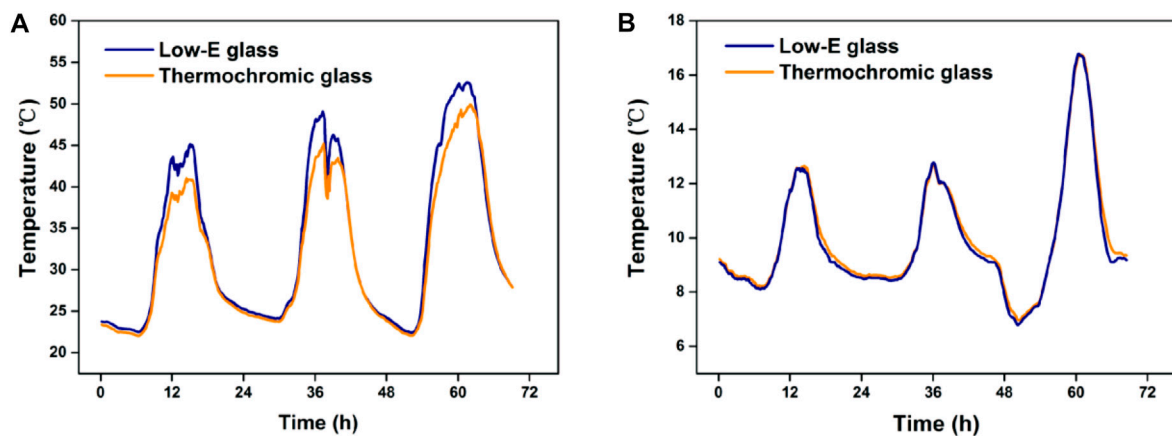 A
Temperature (℃)
60
55
50
45
40
35
30
25
20
Low-E glass
Thermochromic glass
0 12 24 36 48 60 72
Time (h)
B
Temperature (℃)
18
16
14
12
10
8
6
Low-E glass
Thermochromic glass
0 12 24 36 48 60 72
Time (h)